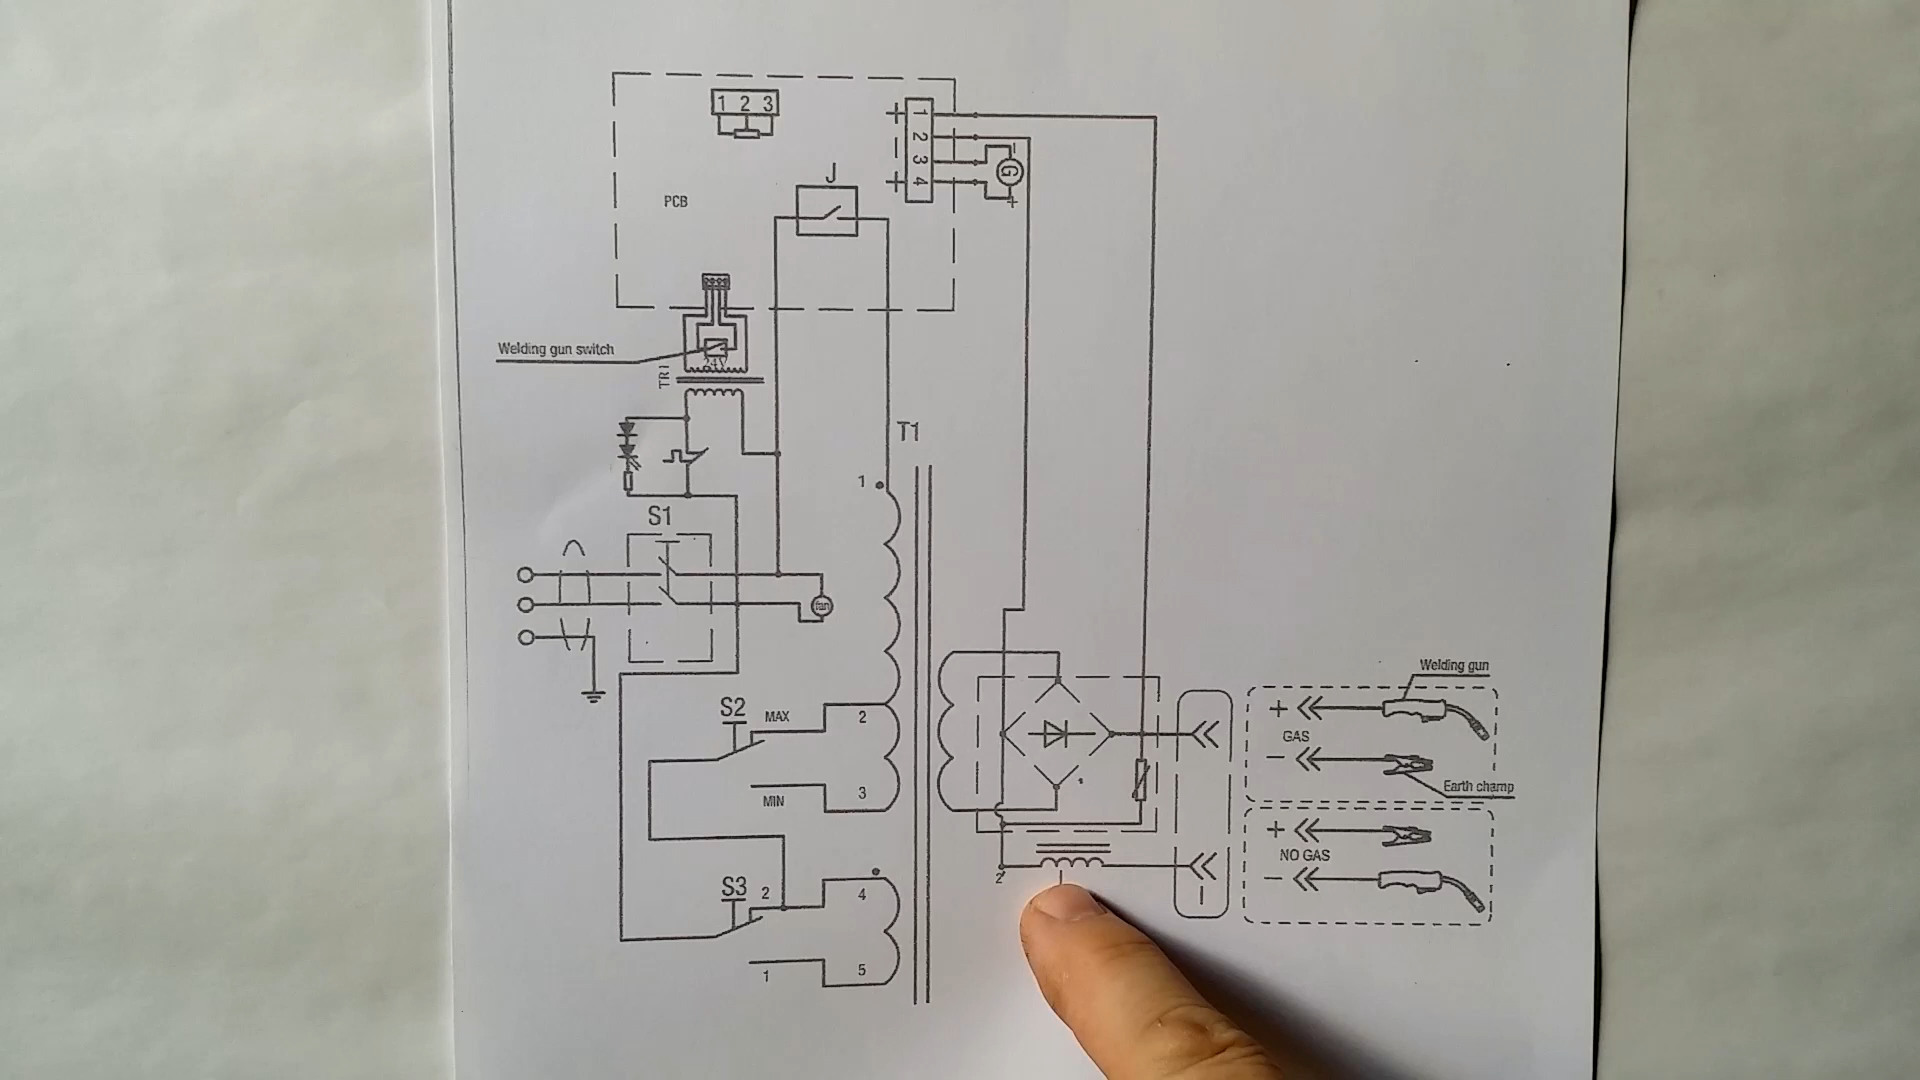 1 2 3
+ 1
2
3
+ 4
-
G
+
J
PCB
Welding gun switch
24V
TR1
T1
1
S1
fan
S2 MAX
2
MIN
3
S3 2
4
1
5
2
Welding gun
+
GAS
-
Earth champ
+
NO GAS
-